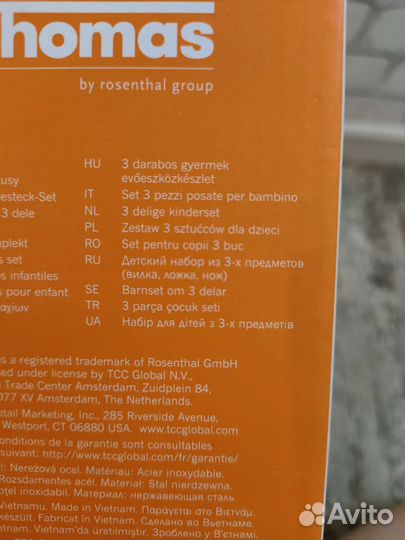 homas
by rosenthal group
usy
HU 3 darabos gyermek
evőeszközkészlet
esteck-Set
IT Set 3 pezzi posate per bambino
3 dele
NL 3 delige kinderset
PL Zestaw 3 sztućców dla dzieci
mplekt
RO Set pentru copii 3 buc
s set
RU Детский набор из 3-х предметов
s infantiles
(вилка, ложка, нож)
s pour enfant
SE Barnset om 3 delar
αχίων
TR 3 parça çocuk seti
UA Набір для дітей з 3-х предметів
s a registered trademark of Rosenthal GmbH
sed under license by TCC Global N.V.,
Trade Center Amsterdam, Zuidplein 84,
077 XV Amsterdam, The Netherlands.
etail Marketing, Inc., 285 Riverside Avenue,
Westport, CT 06880 USA. www.tccglobal.com
conditions de la garantie sont consultables
suivant: http://www.tccglobal.com/fr/garantie/
l: Nerezová ocel. Matériau: Acier inoxydable.
Rozsdamentes acél. Material: Stal nierdzewna.
oțel inoxidabil. Материал: нержавеющая сталь.
Vietnamu. Made in Vietnam. Παράγεται στο Βιετνάμ.
készült. Fabricat în Vietnam. Сделано во Вьетнаме.
Vietnam'da üretilmiştir. Зроблено у В'єтнамі.
Avito